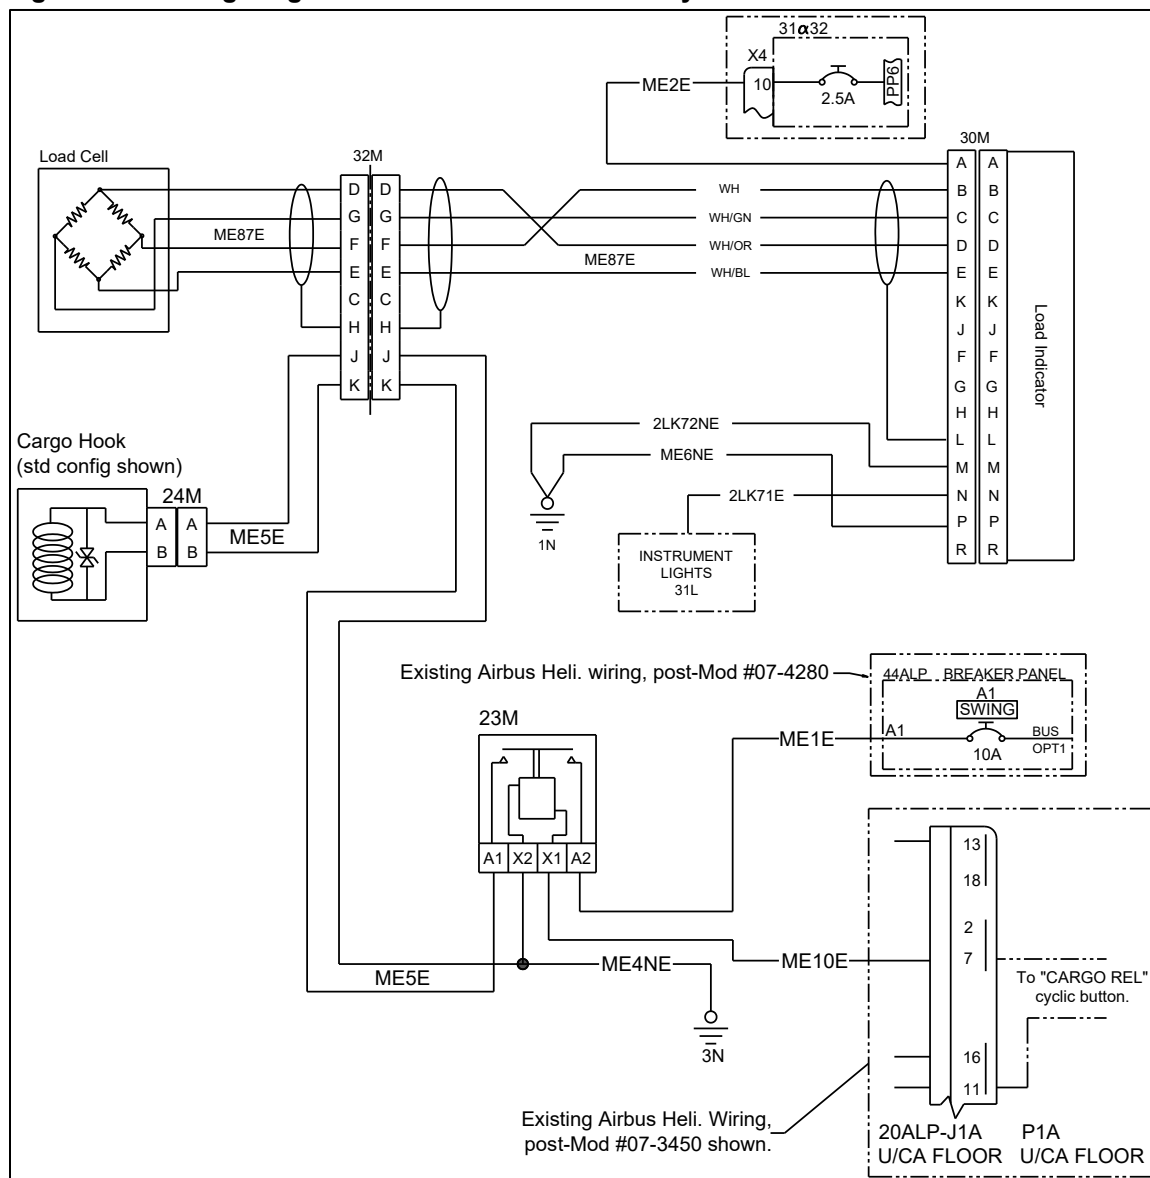 31α32
X4
10
2.5A
PP6
ME2E
30M
Load Cell
32M
A A
D D
WH
B B
G G
WH/GN
C C
ME87E
F F
WH/OR
D D
ME87E
E E
WH/BL
E E
C C
K K
H H
J J
J J
F F
K K
G G
H H
Load Indicator
2LK72NE
L L
Cargo Hook
(std config shown)
ME6NE
M M
24M
2LK71E
N N
A A
ME5E
P P
B B
1N
R R
INSTRUMENT
LIGHTS
31L
Existing Airbus Heli. wiring, post-Mod #07-4280
44ALP BREAKER PANEL
A1
SWING
A1
BUS
OPT1
10A
23M
ME1E
A1 X2 X1 A2
13
18
2
7
ME5E
ME4NE
ME10E
To "CARGO REL"
cyclic button.
3N
16
11
Existing Airbus Heli. Wiring,
post-Mod #07-3450 shown.
20ALP-J1A P1A
U/CA FLOOR U/CA FLOOR